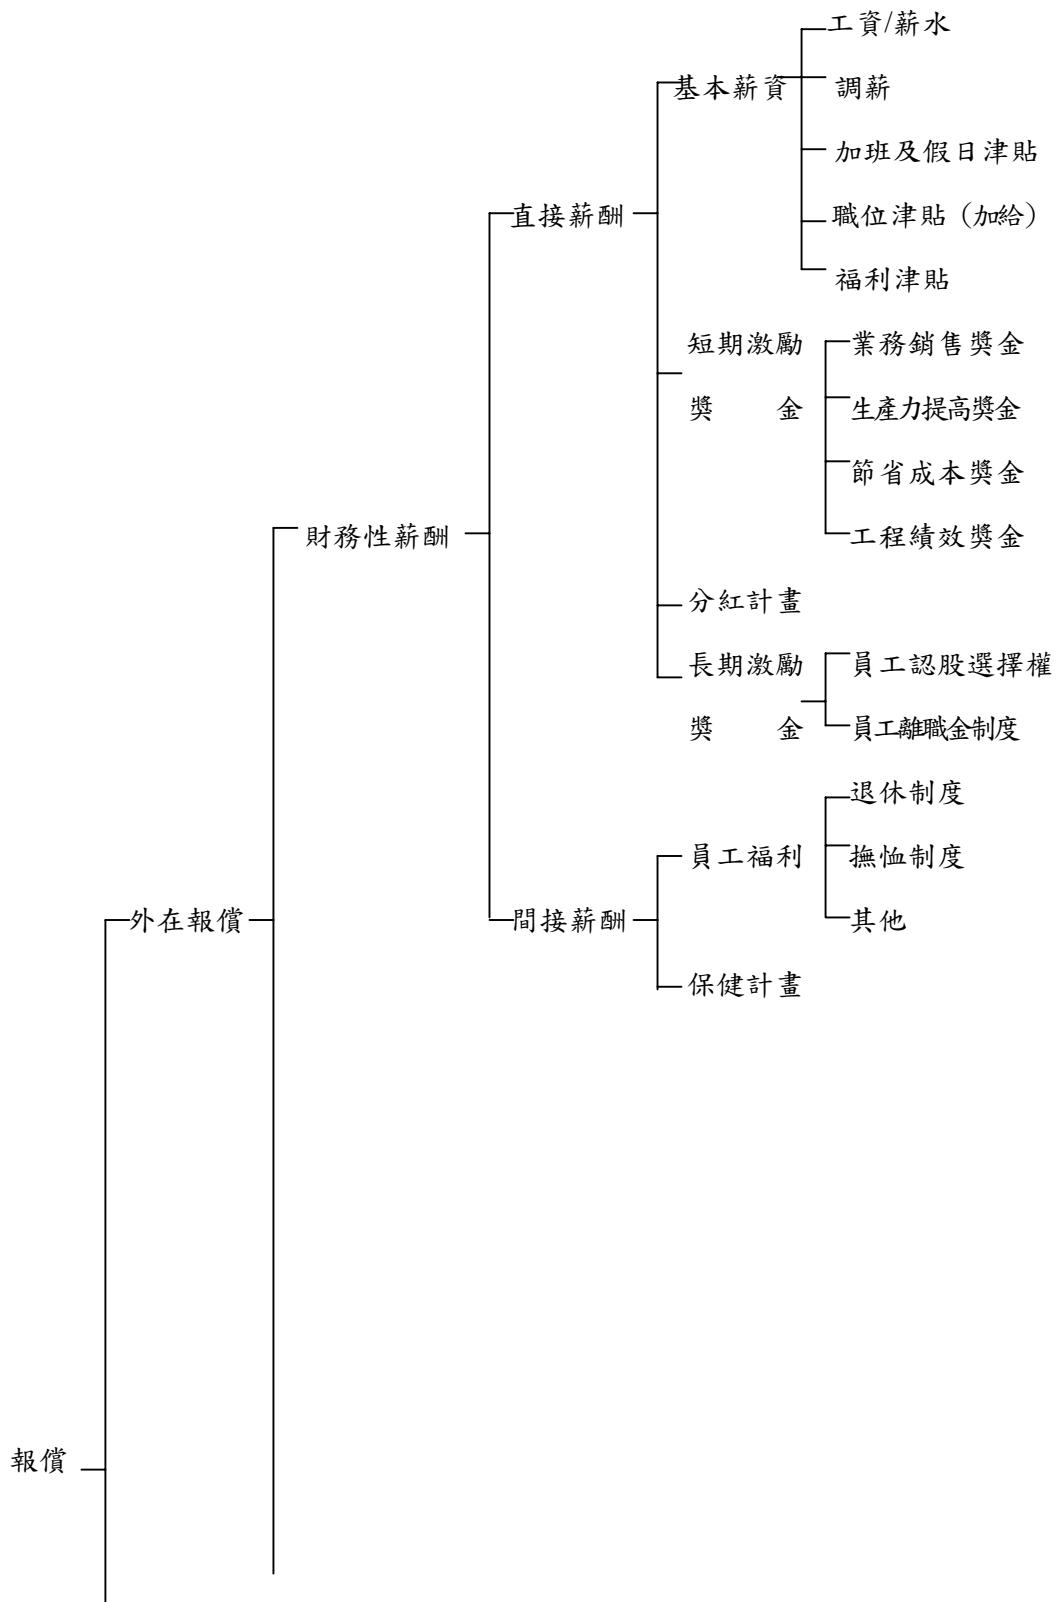 工資/薪水
基本薪資
調薪
加班及假日津貼
直接薪酬
職位津貼（加給）
福利津貼
短期激勵
業務銷售獎金
獎 金
生產力提高獎金
節省成本獎金
財務性薪酬
工程績效獎金
分紅計畫
長期激勵
員工認股選擇權
獎 金
員工離職金制度
退休制度
員工福利
撫恤制度
外在報償
間接薪酬
其他
保健計畫
報償